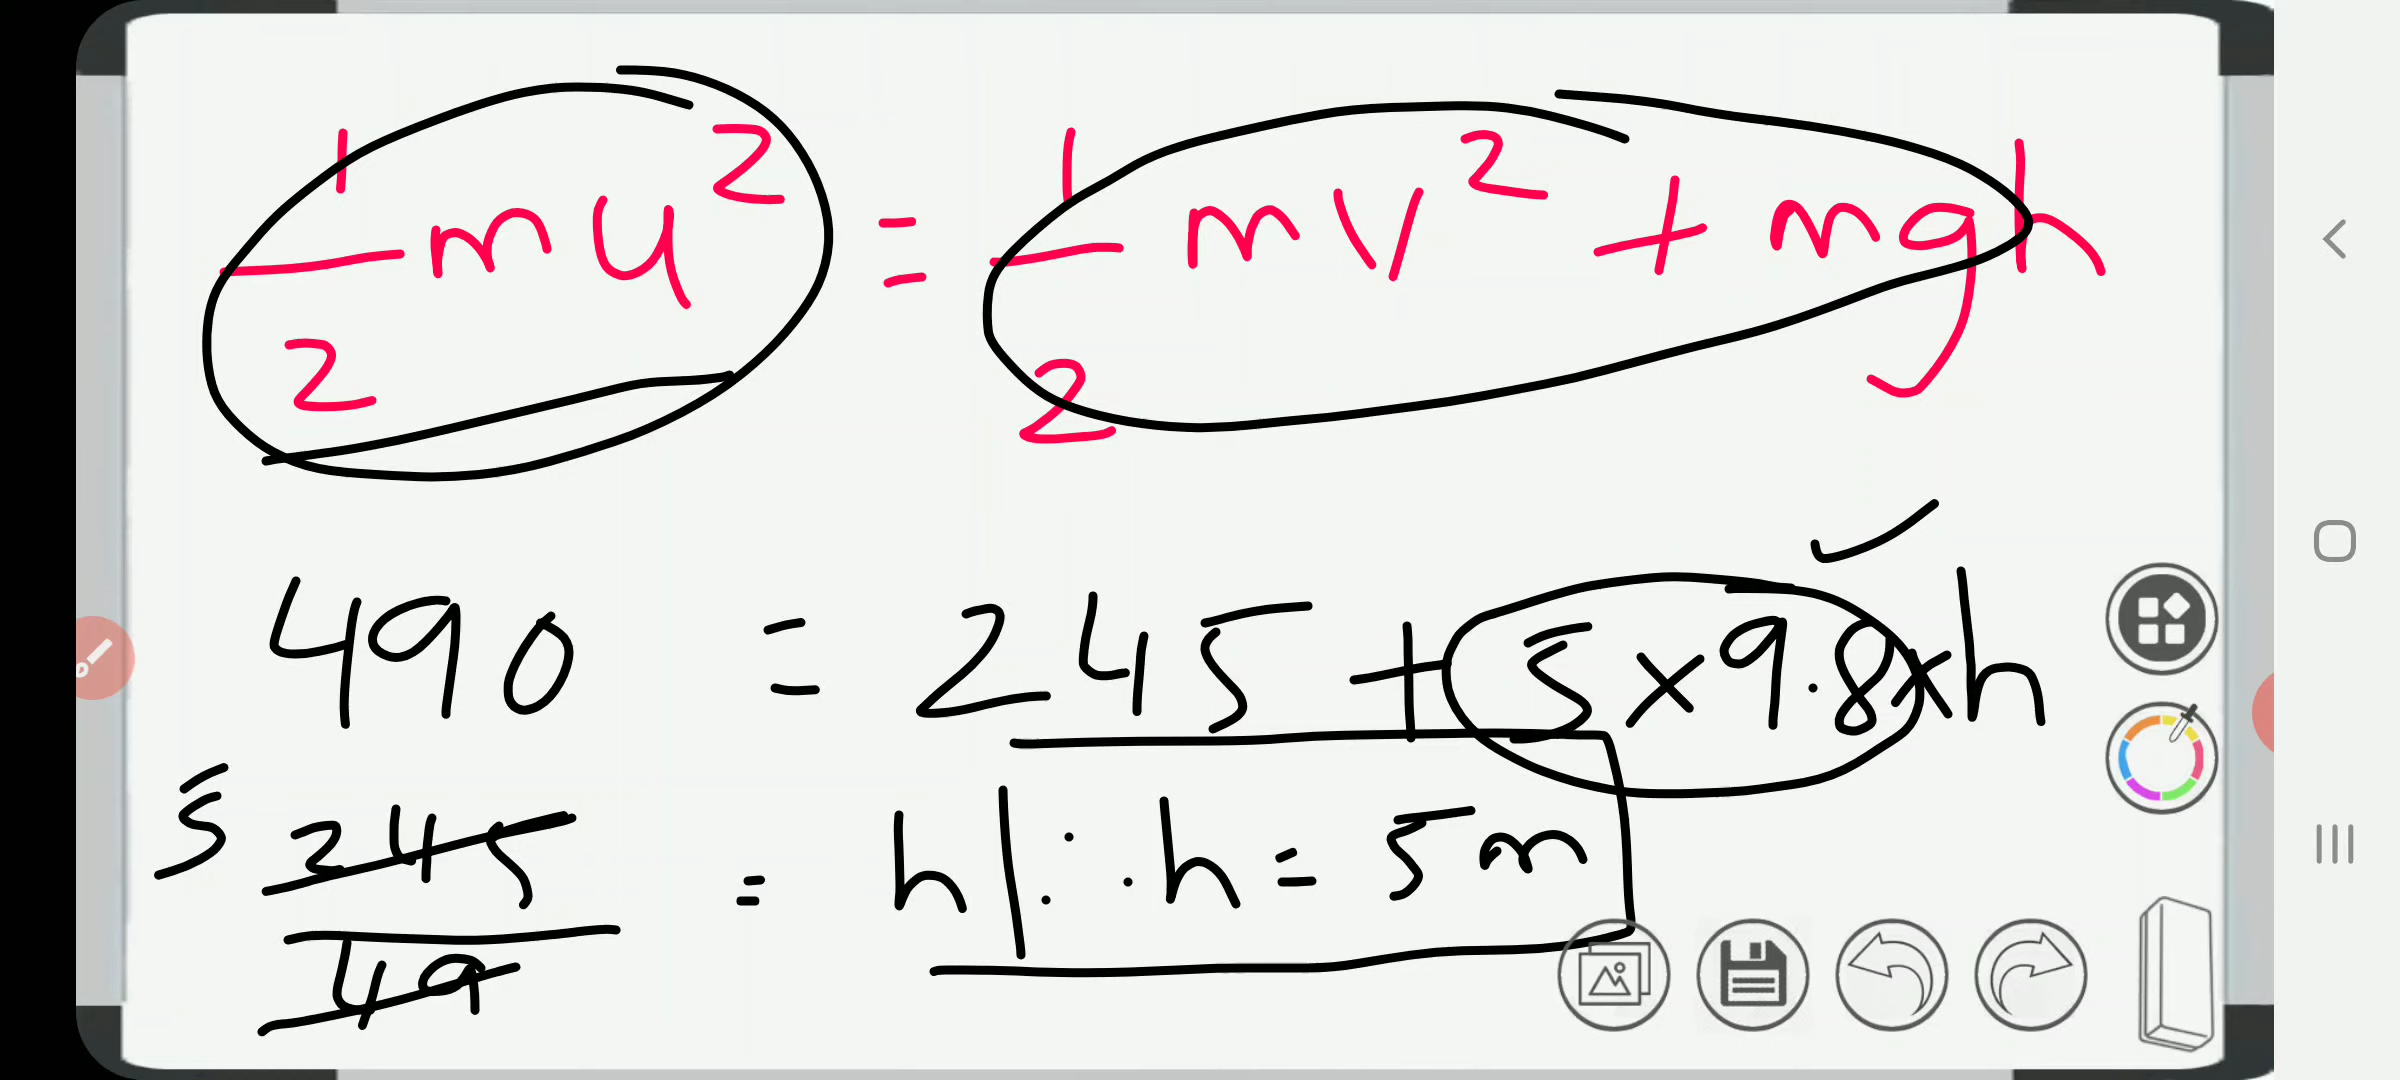 1/2 mu² = 1/2 mv² + mgh
490 = 245 + 5×9.8×h
5 245/49 = h | ∴ h = 5m